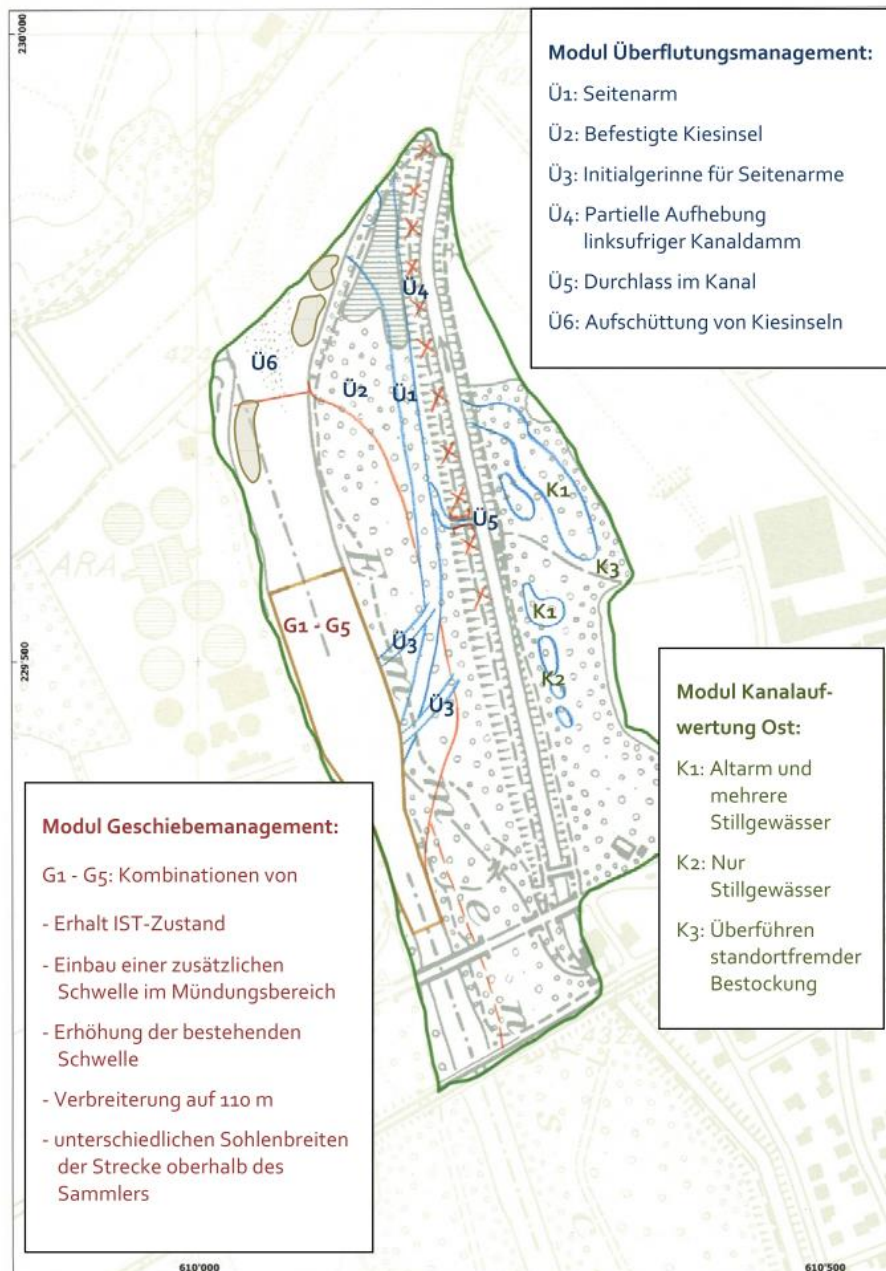 230'000
Modul Überflutungsmanagement:
Ü1: Seitenarm
Ü2: Befestigte Kiesinsel
Ü3: Initialgerinne für Seitenarme
Ü4: Partielle Aufhebung
linksufriger Kanaldamm
Ü5: Durchlass im Kanal
Ü6: Aufschüttung von Kiesinseln
Ü4
Ü6
Ü2
Ü1
K1
Ü5
ARA
K3
K1
G1 - G5
Ü3
K2
Ü3
229'500
Emmen
Modul Kanalauf-
wertung Ost:
K1: Altarm und
mehrere
Stillgewässer
K2: Nur
Stillgewässer
K3: Überführen
standortfremder
Bestockung
Modul Geschiebemanagement:
G1 - G5: Kombinationen von
- Erhalt IST-Zustand
- Einbau einer zusätzlichen
Schwelle im Mündungsbereich
- Erhöhung der bestehenden
Schwelle
- Verbreiterung auf 110 m
- unterschiedlichen Sohlenbreiten
der Strecke oberhalb des
Sammlers
610'000
610'500